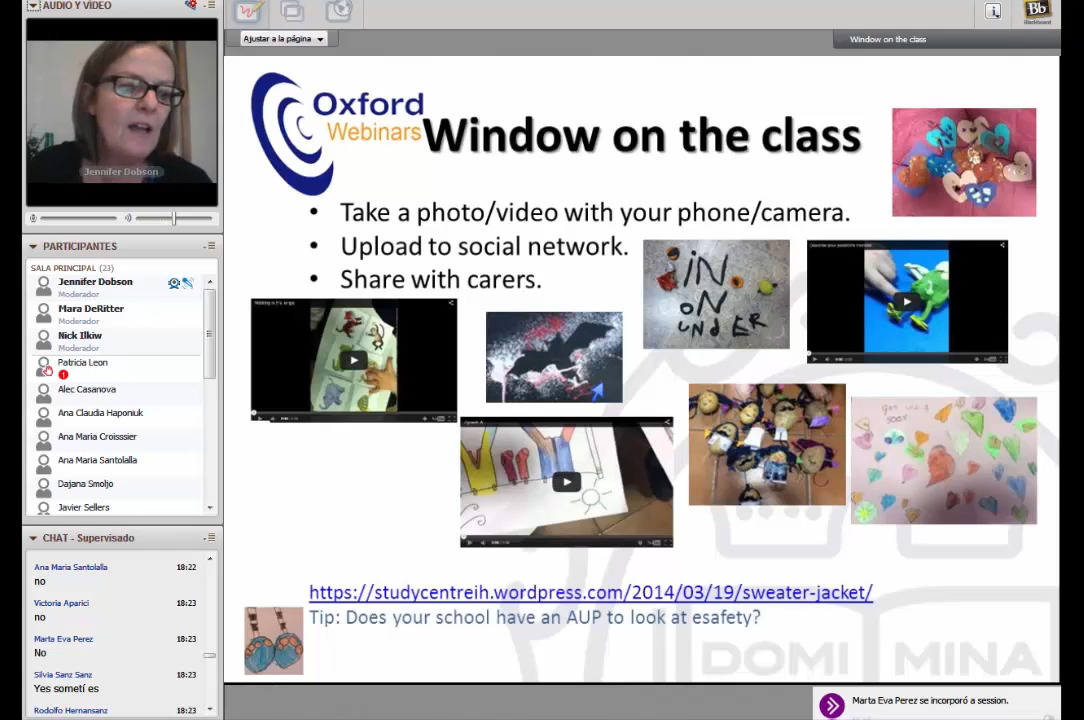 AUDIO Y VÍDEO
Jennifer Dobson
PARTICIPANTES
SALA PRINCIPAL (23)
Jennifer Dobson
Moderador
Mara DeRitter
Moderador
Nick Ilkiw
Moderador
Patricia Leon
1
Alec Casanova
Ana Claudia Haponiuk
Ana Maria Croisssier
Ana Maria Santolalla
Dajana Smoljo
Javier Sellers
CHAT - Supervisado
Ana Maria Santolalla 18:22
no
Victoria Aparici 18:23
no
Marta Eva Perez 18:23
No
Silvia Sanz Sanz 18:23
Yes sometí es
Rodolfo Hernansanz 18:23
Bb
Blackboard
Ajustar a la página
Window on the class
Oxford
Webinars
Window on the class
• Take a photo/video with your phone/camera.
• Upload to social network.
• Share with carers.
IN
ON
UNDER
https://studycentreih.wordpress.com/2014/03/19/sweater-jacket/
Tip: Does your school have an AUP to look at esafety?
DOMI MINA
Marta Eva Perez se incorporó a session.